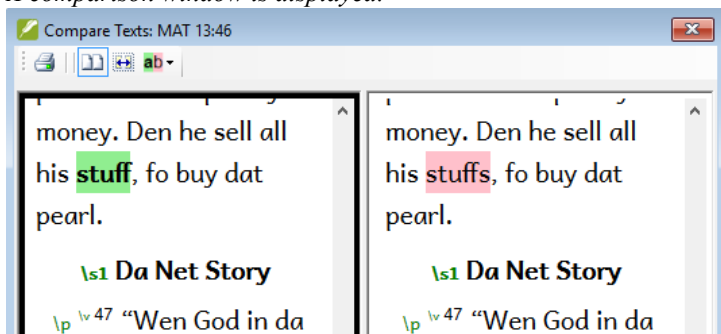 A comparison window is displayed.
Compare Texts: MAT 13:46
ab
money. Den he sell all
his stuff, fo buy dat
pearl.
\s1 Da Net Story
\p \v 47 “Wen God in da
money. Den he sell all
his stuffs, fo buy dat
pearl.
\s1 Da Net Story
\p \v 47 “Wen God in da